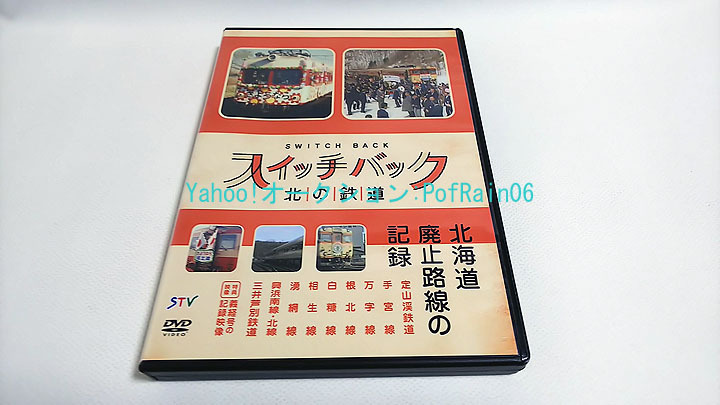 SWITCH BACK
スイッチバック
北の鉄道
Yahoo!オークション:PofRain06
北海道
廃止路線の
記録
定山渓鉄道
手宮線
万字線
根北線
白糠線
相生線
湧網線
興浜南線・北線
三井芦別鉄道
特典映像
義経号の
記録映像
STV
DVD
VIDEO